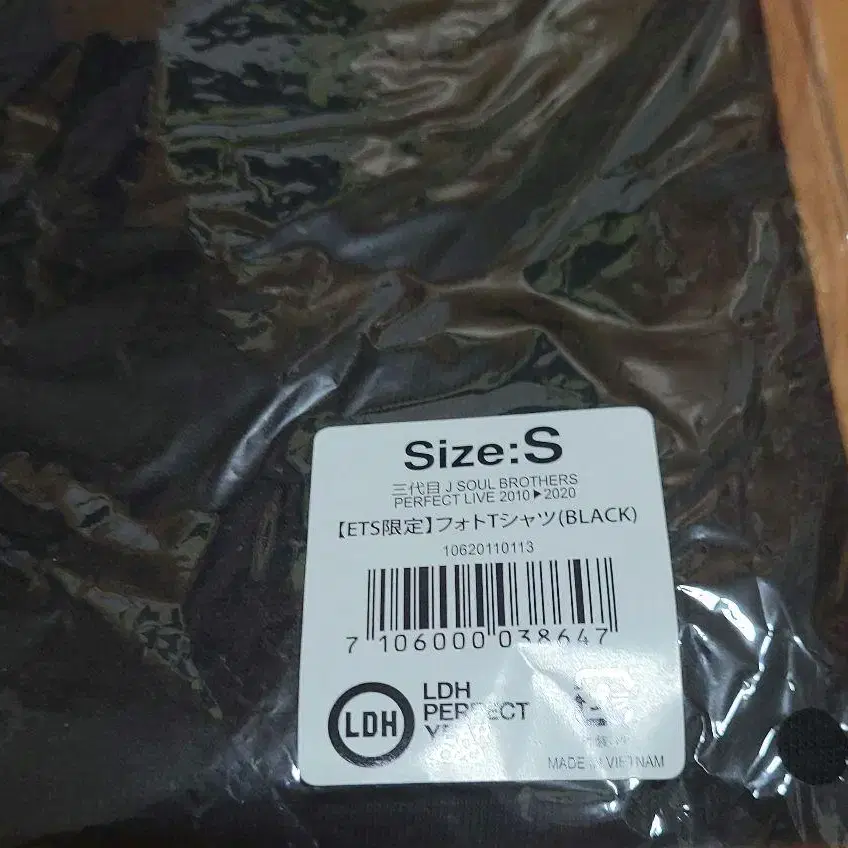 Size:S
三代目 J SOUL BROTHERS
PERFECT LIVE 2010▶2020
【ETS限定】フォトTシャツ(BLACK)
10620110113
7 106000 038647
LDH
LDH
PERFECT
MADE IN VIETNAM